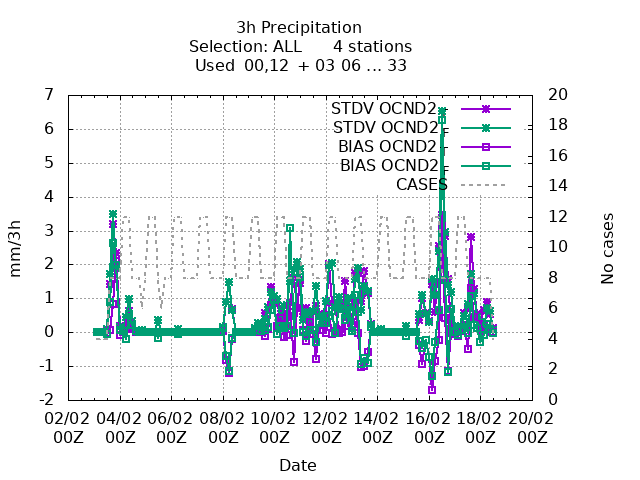 3h Precipitation
Selection: ALL 4 stations
Used 00,12 + 03 06 ... 33
7 20
6 18
5 16
4 14
3 12
2 10
1 8
0 6
-1 4
-2 2
0
mm/3h
No cases
STDV OCND2
STDV OCND2
BIAS OCND2
BIAS OCND2
CASES
02/02 04/02 06/02 08/02 10/02 12/02 14/02 16/02 18/02 20/02
00Z 00Z 00Z 00Z 00Z 00Z 00Z 00Z 00Z 00Z
Date